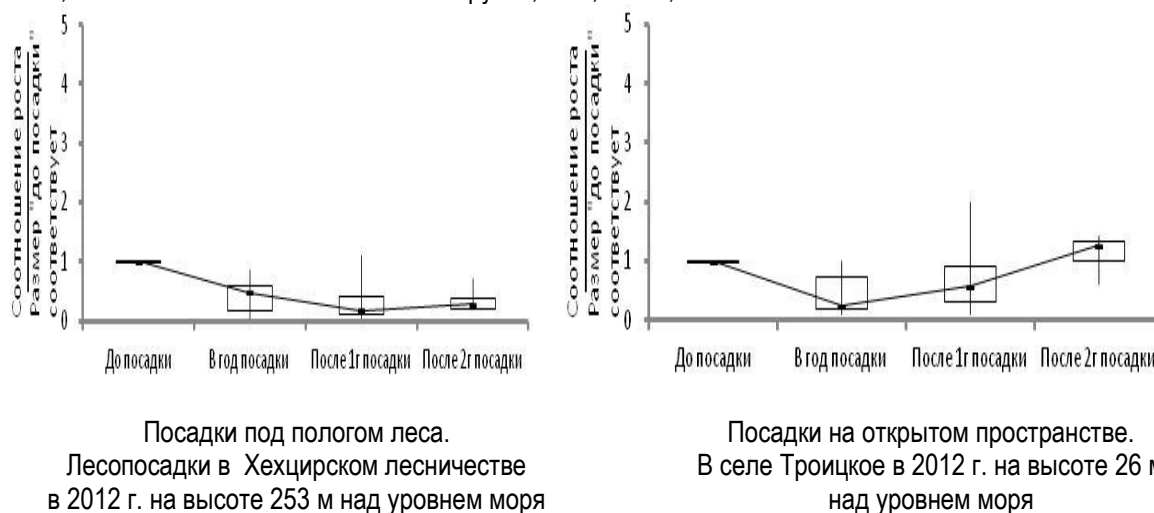 5
4
3
2
1
0
Соотношение роста
Размер "до посадки"
соответствует
До посадки В год посадки После 1г посадки После 2г посадки
Посадки под пологом леса.
Лесопосадки в Хехцирском лесничестве
в 2012 г. на высоте 253 м над уровнем моря
5
4
3
2
1
0
Соотношение роста
Размер "до посадки"
соответствует
До посадки В год посадки После 1г посадки После 2г посадки
Посадки на открытом пространстве.
В селе Троицкое в 2012 г. на высоте 26 м
над уровнем моря